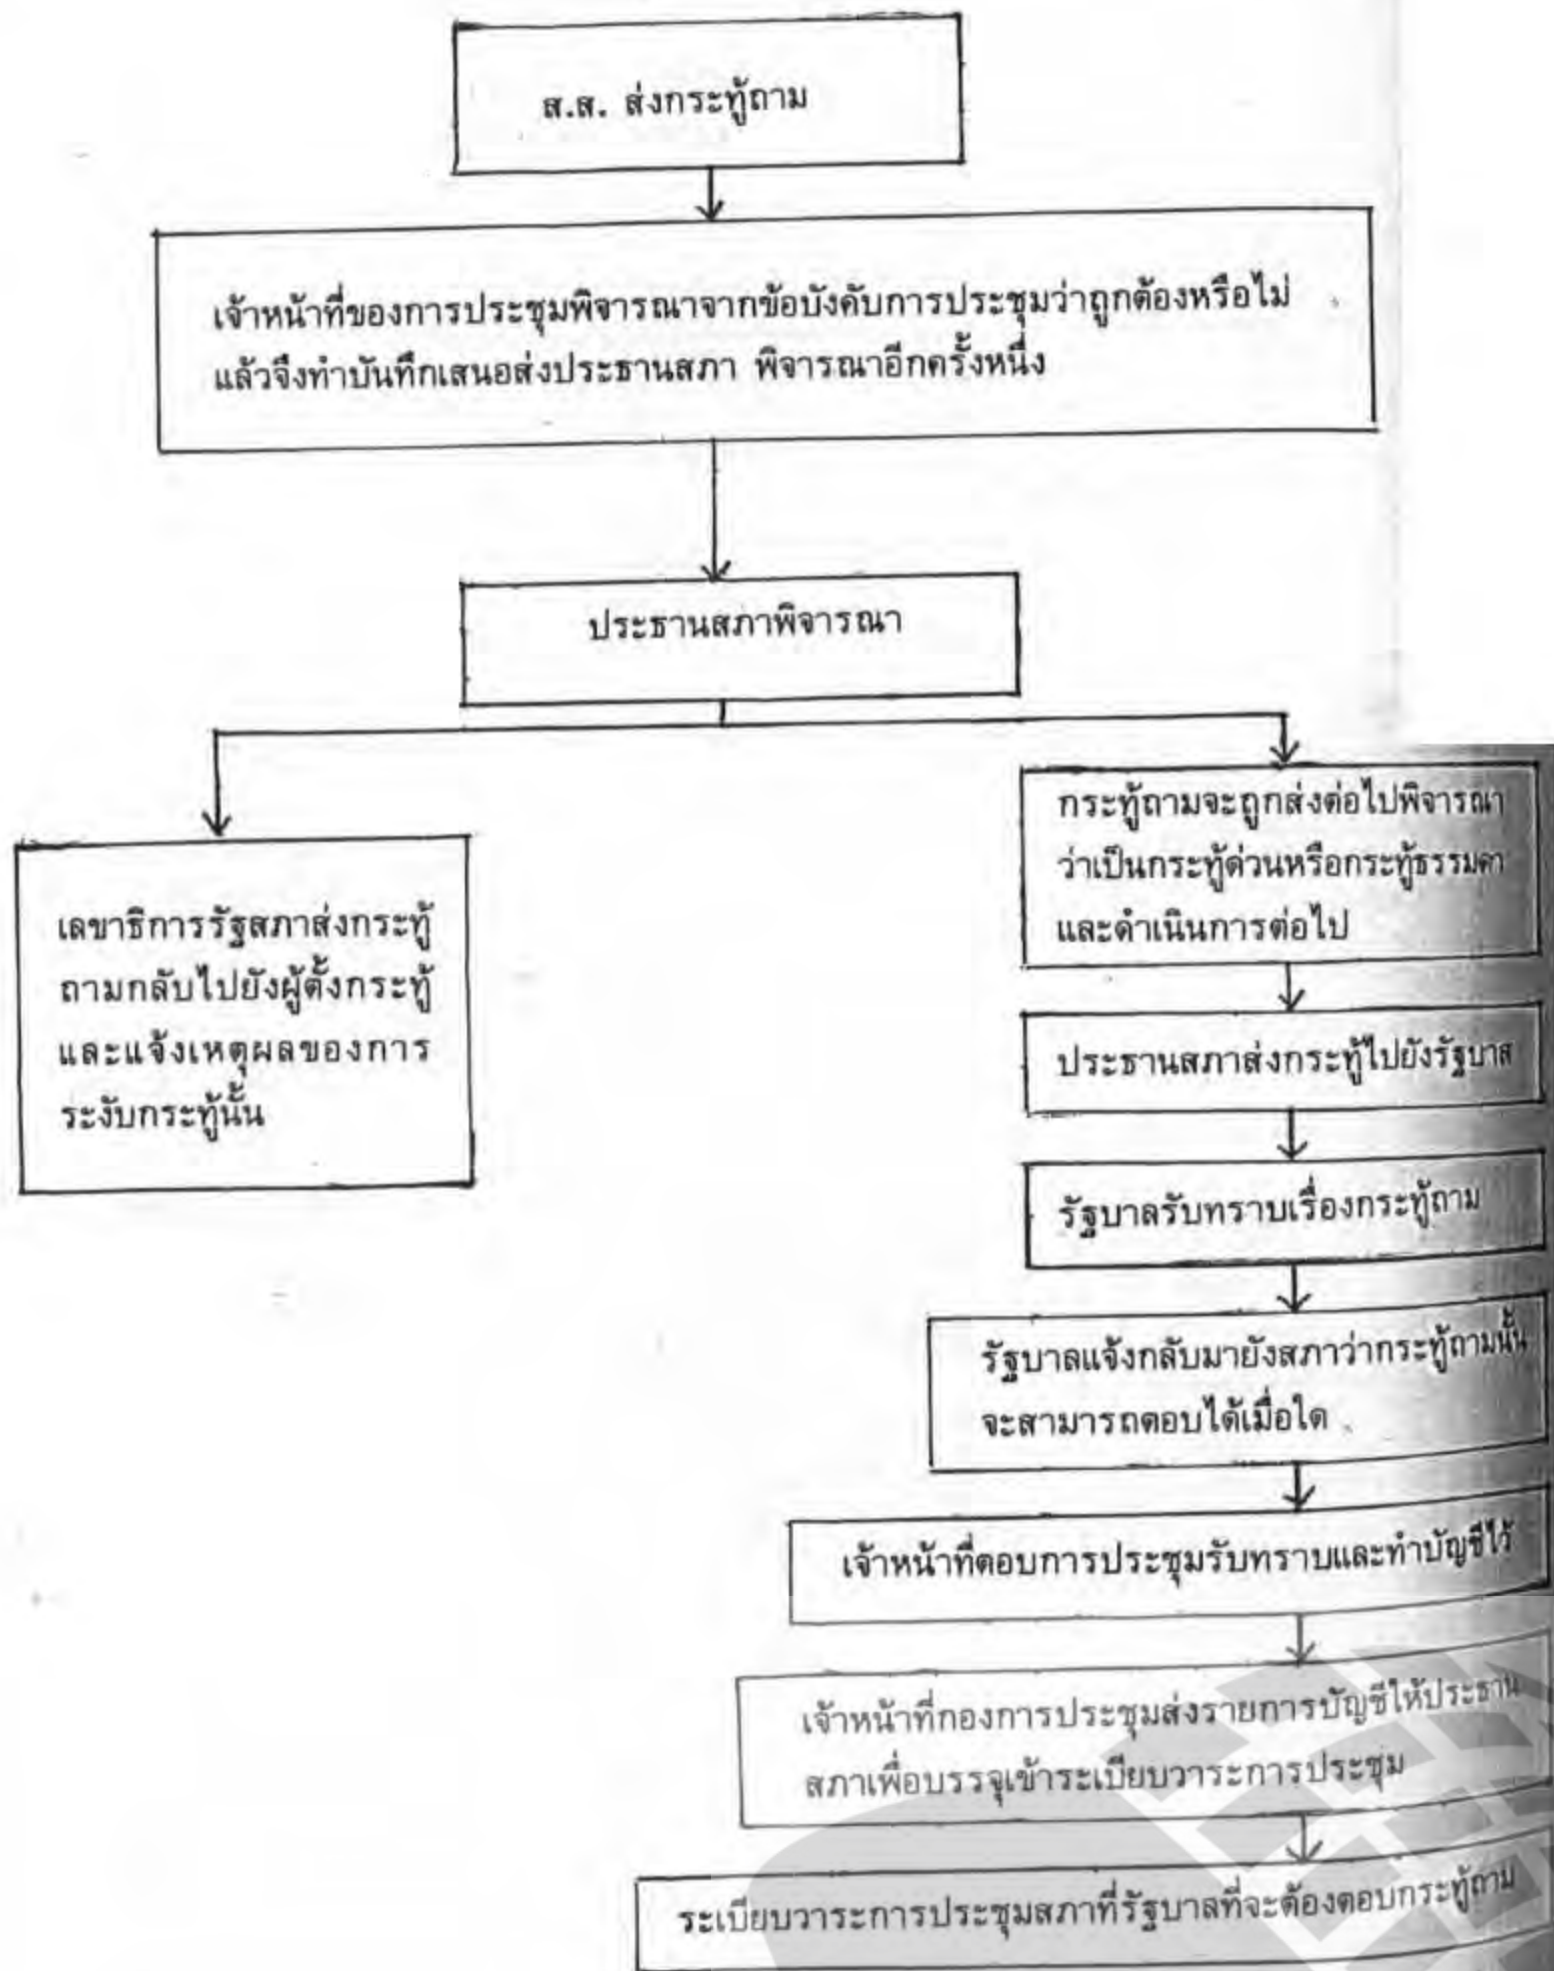 ส.ส. ส่งกระทู้ถาม
เจ้าหน้าที่ของการประชุมพิจารณาจากข้อบังคับการประชุมว่าถูกต้องหรือไม่
แล้วจึงทำบันทึกเสนอส่งประธานสภา พิจารณาอีกครั้งหนึ่ง
ประธานสภาพิจารณา
เลขาธิการรัฐสภาส่งกระทู้
ถามกลับไปยังผู้ตั้งกระทู้
และแจ้งเหตุผลของการ
ระงับกระทู้นั้น
กระทู้ถามจะถูกส่งต่อไปพิจารณา
ว่าเป็นกระทู้ด่วนหรือกระทู้ธรรมดา
และดำเนินการต่อไป
ประธานสภาส่งกระทู้ไปยังรัฐบาล
รัฐบาลรับทราบเรื่องกระทู้ถาม
รัฐบาลแจ้งกลับมายังสภาว่ากระทู้ถามนั้น
จะสามารถตอบได้เมื่อใด
เจ้าหน้าที่ตอบการประชุมรับทราบและทำบัญชีไว้
เจ้าหน้าที่กองการประชุมส่งรายการบัญชีให้ประธาน
สภาเพื่อบรรจุเข้าระเบียบวาระการประชุม
ระเบียบวาระการประชุมสภาที่รัฐบาลที่จะต้องตอบกระทู้ถาม